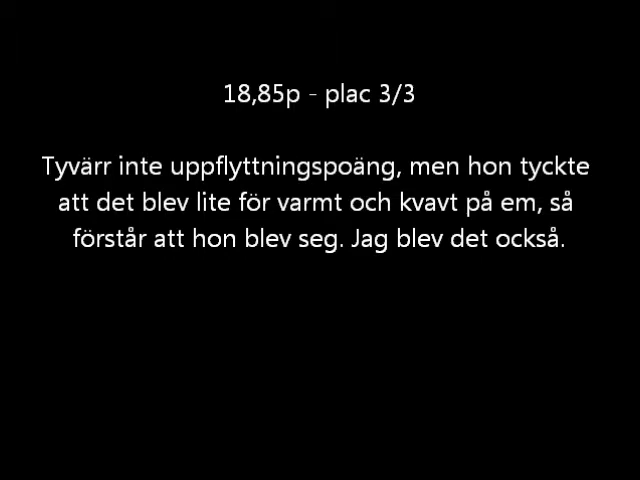 18,85p - plac 3/3
Tyvärr inte uppflyttningspoäng, men hon tyckte
att det blev lite för varmt och kvavt på em, så
förstår att hon blev seg. Jag blev det också.